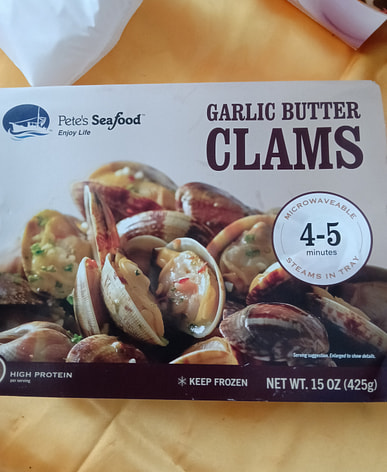 Pete's Seafood™
Enjoy Life
GARLIC BUTTER
CLAMS
MICROWAVEABLE
4-5
minutes
STEAMS IN TRAY
Serving suggestion. Enlarged to show details.
HIGH PROTEIN
per serving
KEEP FROZEN
NET WT. 15 OZ (425g)